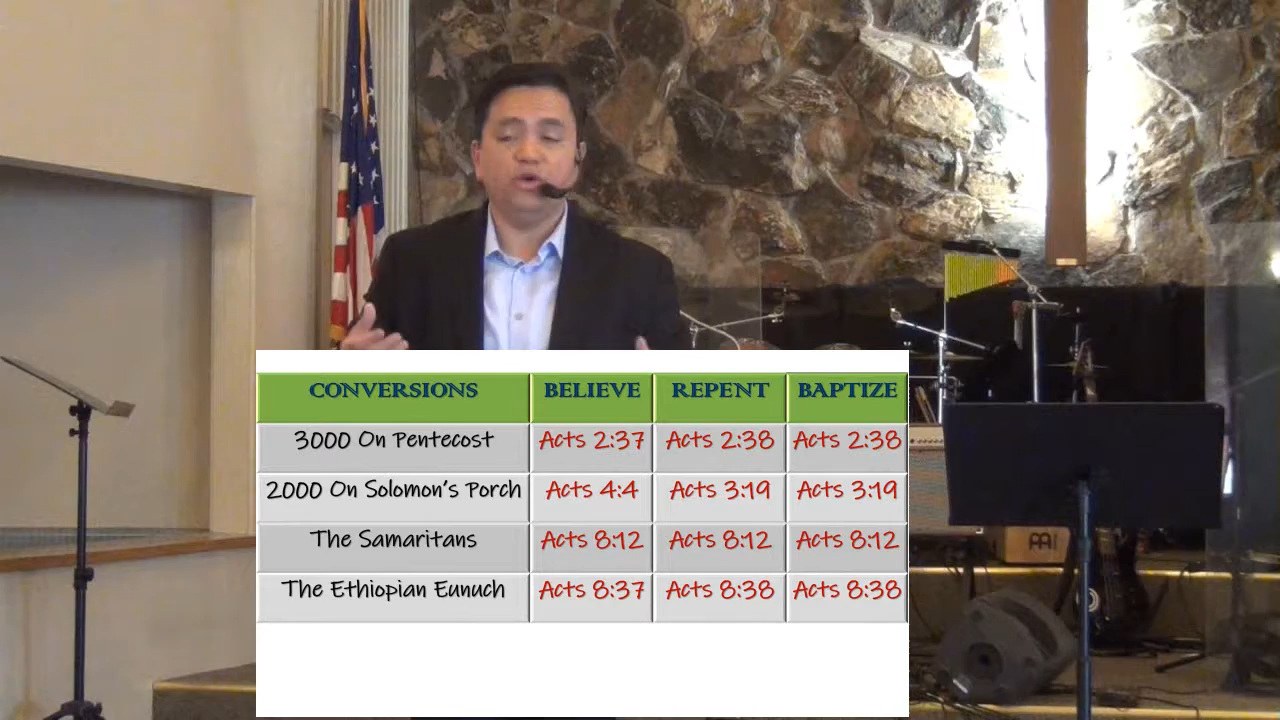 CONVERSIONS BELIEVE REPENT BAPTIZE
3000 On Pentecost Acts 2:37 Acts 2:38 Acts 2:38
2000 On Solomon's Porch Acts 4:4 Acts 3:19 Acts 3:19
The Samaritans Acts 8:12 Acts 8:12 Acts 8:12
The Ethiopian Eunuch Acts 8:37 Acts 8:38 Acts 8:38